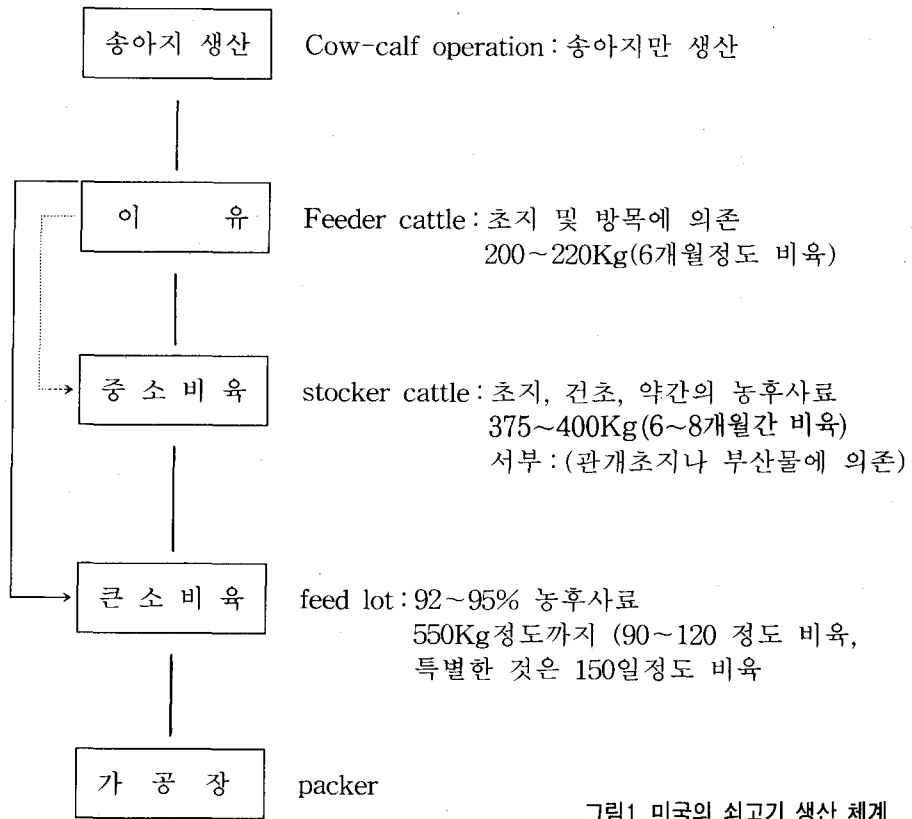 송아지 생산 Cow-calf operation : 송아지만 생산
이 유 Feeder cattle : 초지 및 방목에 의존
200~220Kg(6개월정도 비육)
중 소 비 육 stocker cattle : 초지, 건초, 약간의 농후사료
375~400Kg(6~8개월간 비육)
서부 : (관개초지나 부산물에 의존)
큰 소 비 육 feed lot : 92~95% 농후사료
550Kg정도까지 (90~120 정도 비육,
특별한 것은 150일정도 비육
가 공 장 packer
그림1 미국의 쇠고기 생산 체계